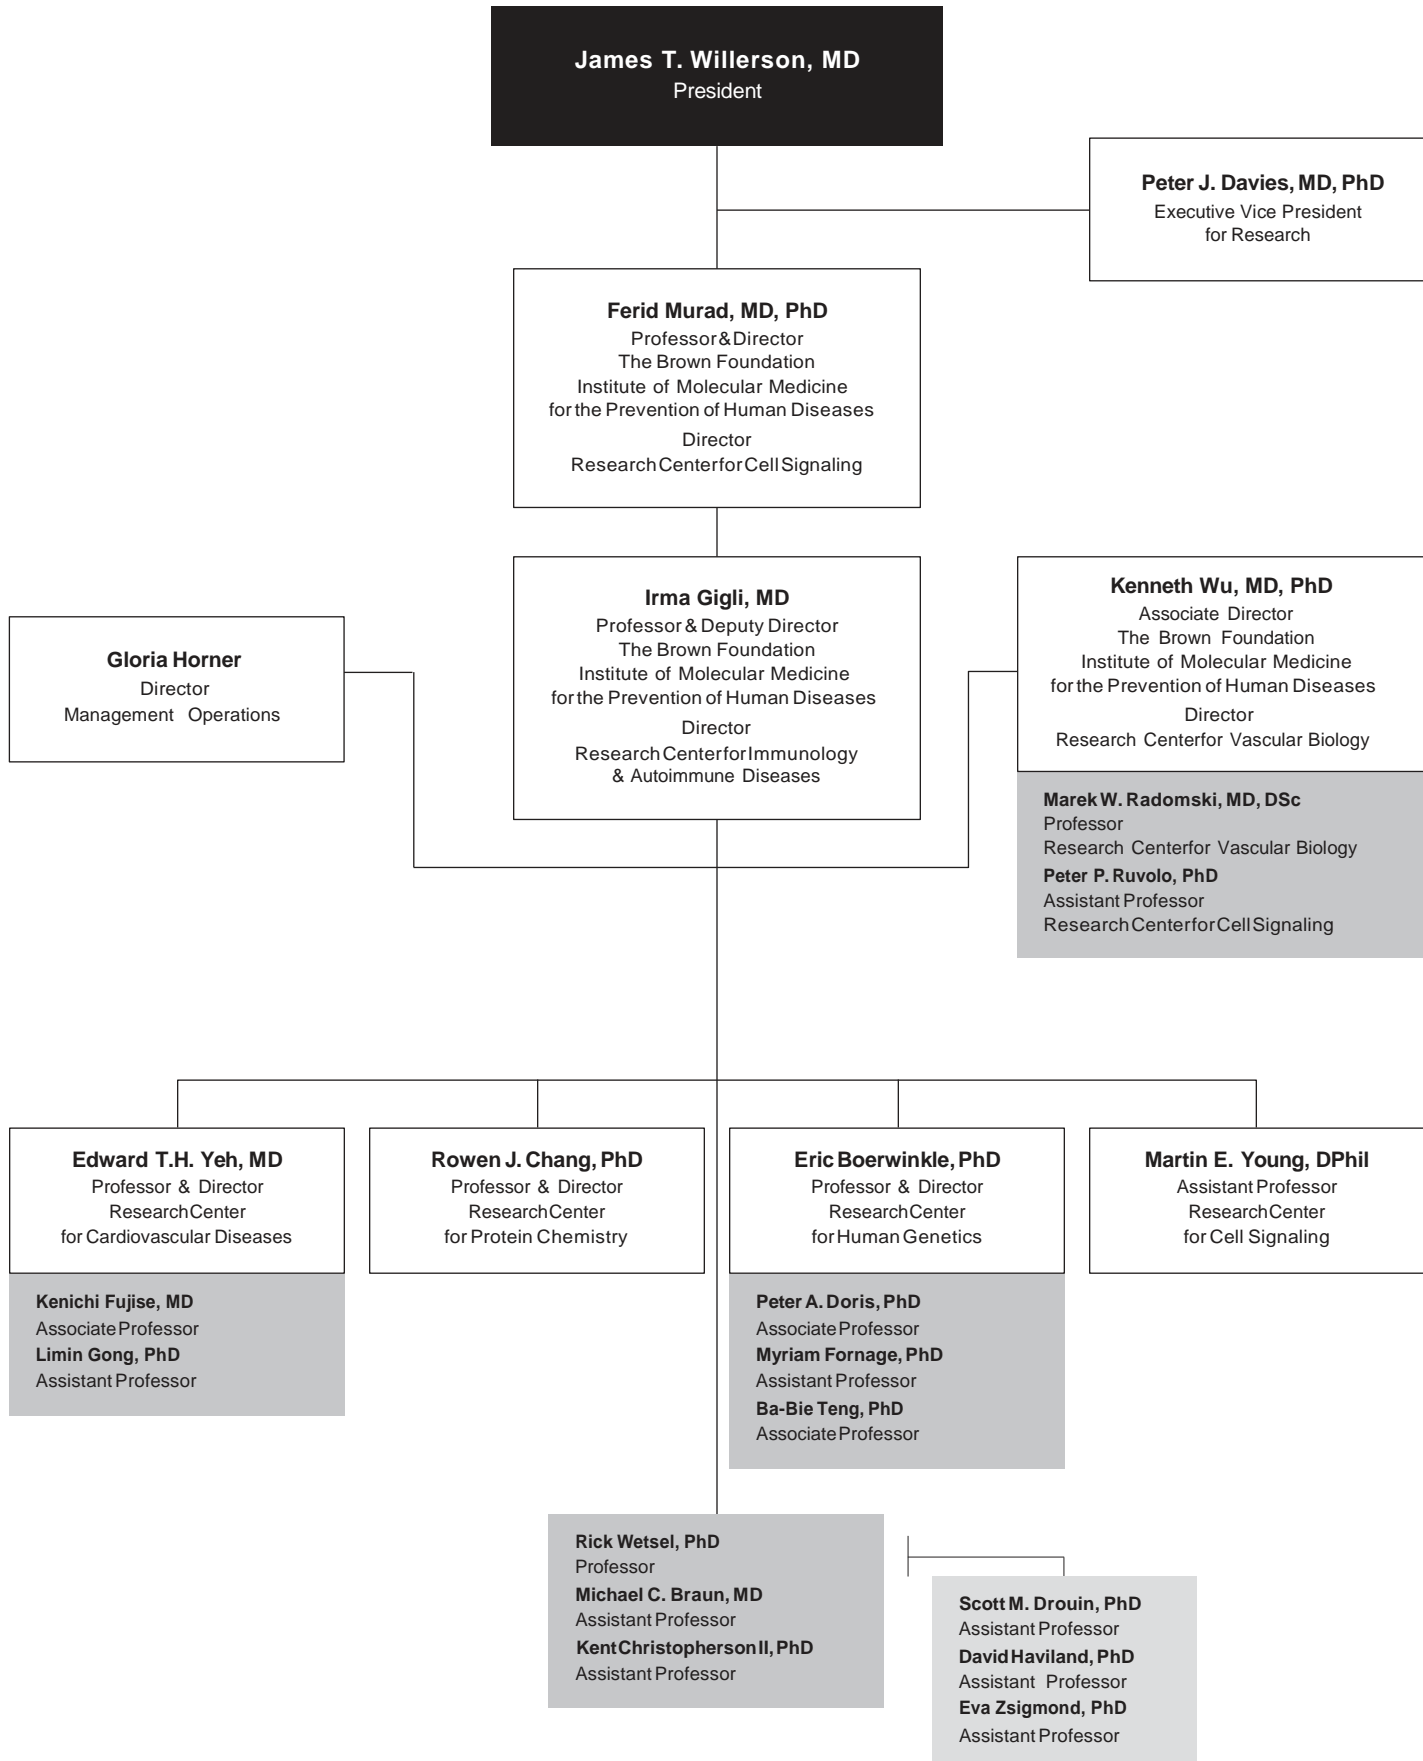 James T. Willerson, MD
President
Peter J. Davies, MD, PhD
Executive Vice President
for Research
Ferid Murad, MD, PhD
Professor & Director
The Brown Foundation
Institute of Molecular Medicine
for the Prevention of Human Diseases
Director
Research Center for Cell Signaling
Gloria Horner
Director
Management Operations
Irma Gigli, MD
Professor & Deputy Director
The Brown Foundation
Institute of Molecular Medicine
for the Prevention of Human Diseases
Director
Research Center for Immunology
& Autoimmune Diseases
Kenneth Wu, MD, PhD
Associate Director
The Brown Foundation
Institute of Molecular Medicine
for the Prevention of Human Diseases
Director
Research Center for Vascular Biology
Marek W. Radomski, MD, DSc
Professor
Research Center for Vascular Biology
Peter P. Ruvolo, PhD
Assistant Professor
Research Center for Cell Signaling
Edward T.H. Yeh, MD
Professor & Director
Research Center
for Cardiovascular Diseases
Kenichi Fujise, MD
Associate Professor
Limin Gong, PhD
Assistant Professor
Rowen J. Chang, PhD
Professor & Director
Research Center
for Protein Chemistry
Eric Boerwinkle, PhD
Professor & Director
Research Center
for Human Genetics
Peter A. Doris, PhD
Associate Professor
Myriam Fornage, PhD
Assistant Professor
Ba-Bie Teng, PhD
Associate Professor
Martin E. Young, DPhil
Assistant Professor
Research Center
for Cell Signaling
Rick Wetsel, PhD
Professor
Michael C. Braun, MD
Assistant Professor
Kent Christopherson II, PhD
Assistant Professor
Scott M. Drouin, PhD
Assistant Professor
David Haviland, PhD
Assistant Professor
Eva Zsigmond, PhD
Assistant Professor